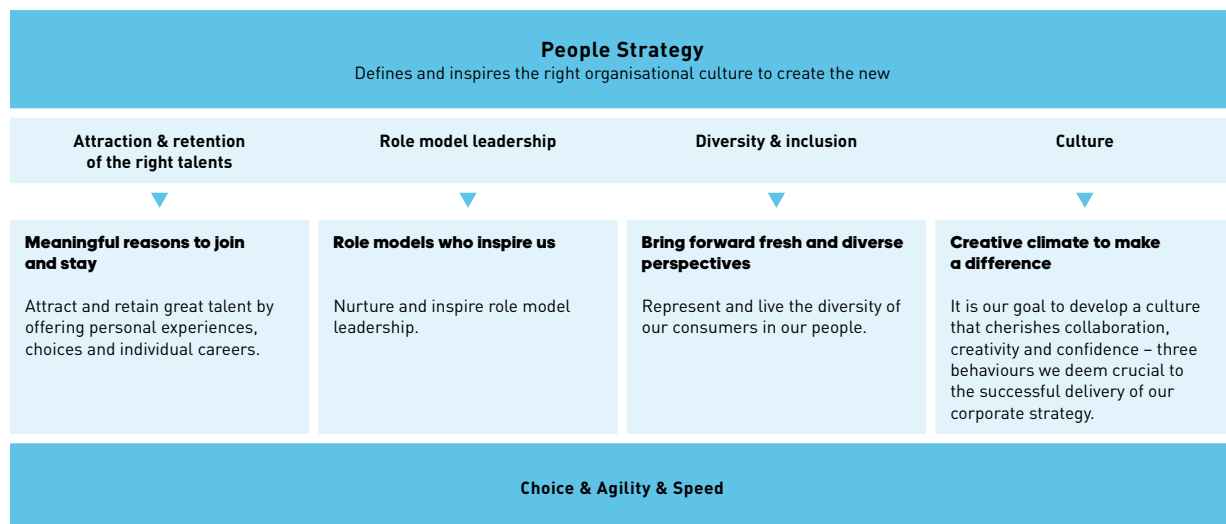 People Strategy
Defines and inspires the right organisational culture to create the new
Attraction & retention
of the right talents
Role model leadership
Diversity & inclusion
Culture
Meaningful reasons to join
and stay
Attract and retain great talent by
offering personal experiences,
choices and individual careers.
Role models who inspire us
Nurture and inspire role model
leadership.
Bring forward fresh and diverse
perspectives
Represent and live the diversity of
our consumers in our people.
Creative climate to make
a difference
It is our goal to develop a culture
that cherishes collaboration,
creativity and confidence – three
behaviours we deem crucial to
the successful delivery of our
corporate strategy.
Choice & Agility & Speed